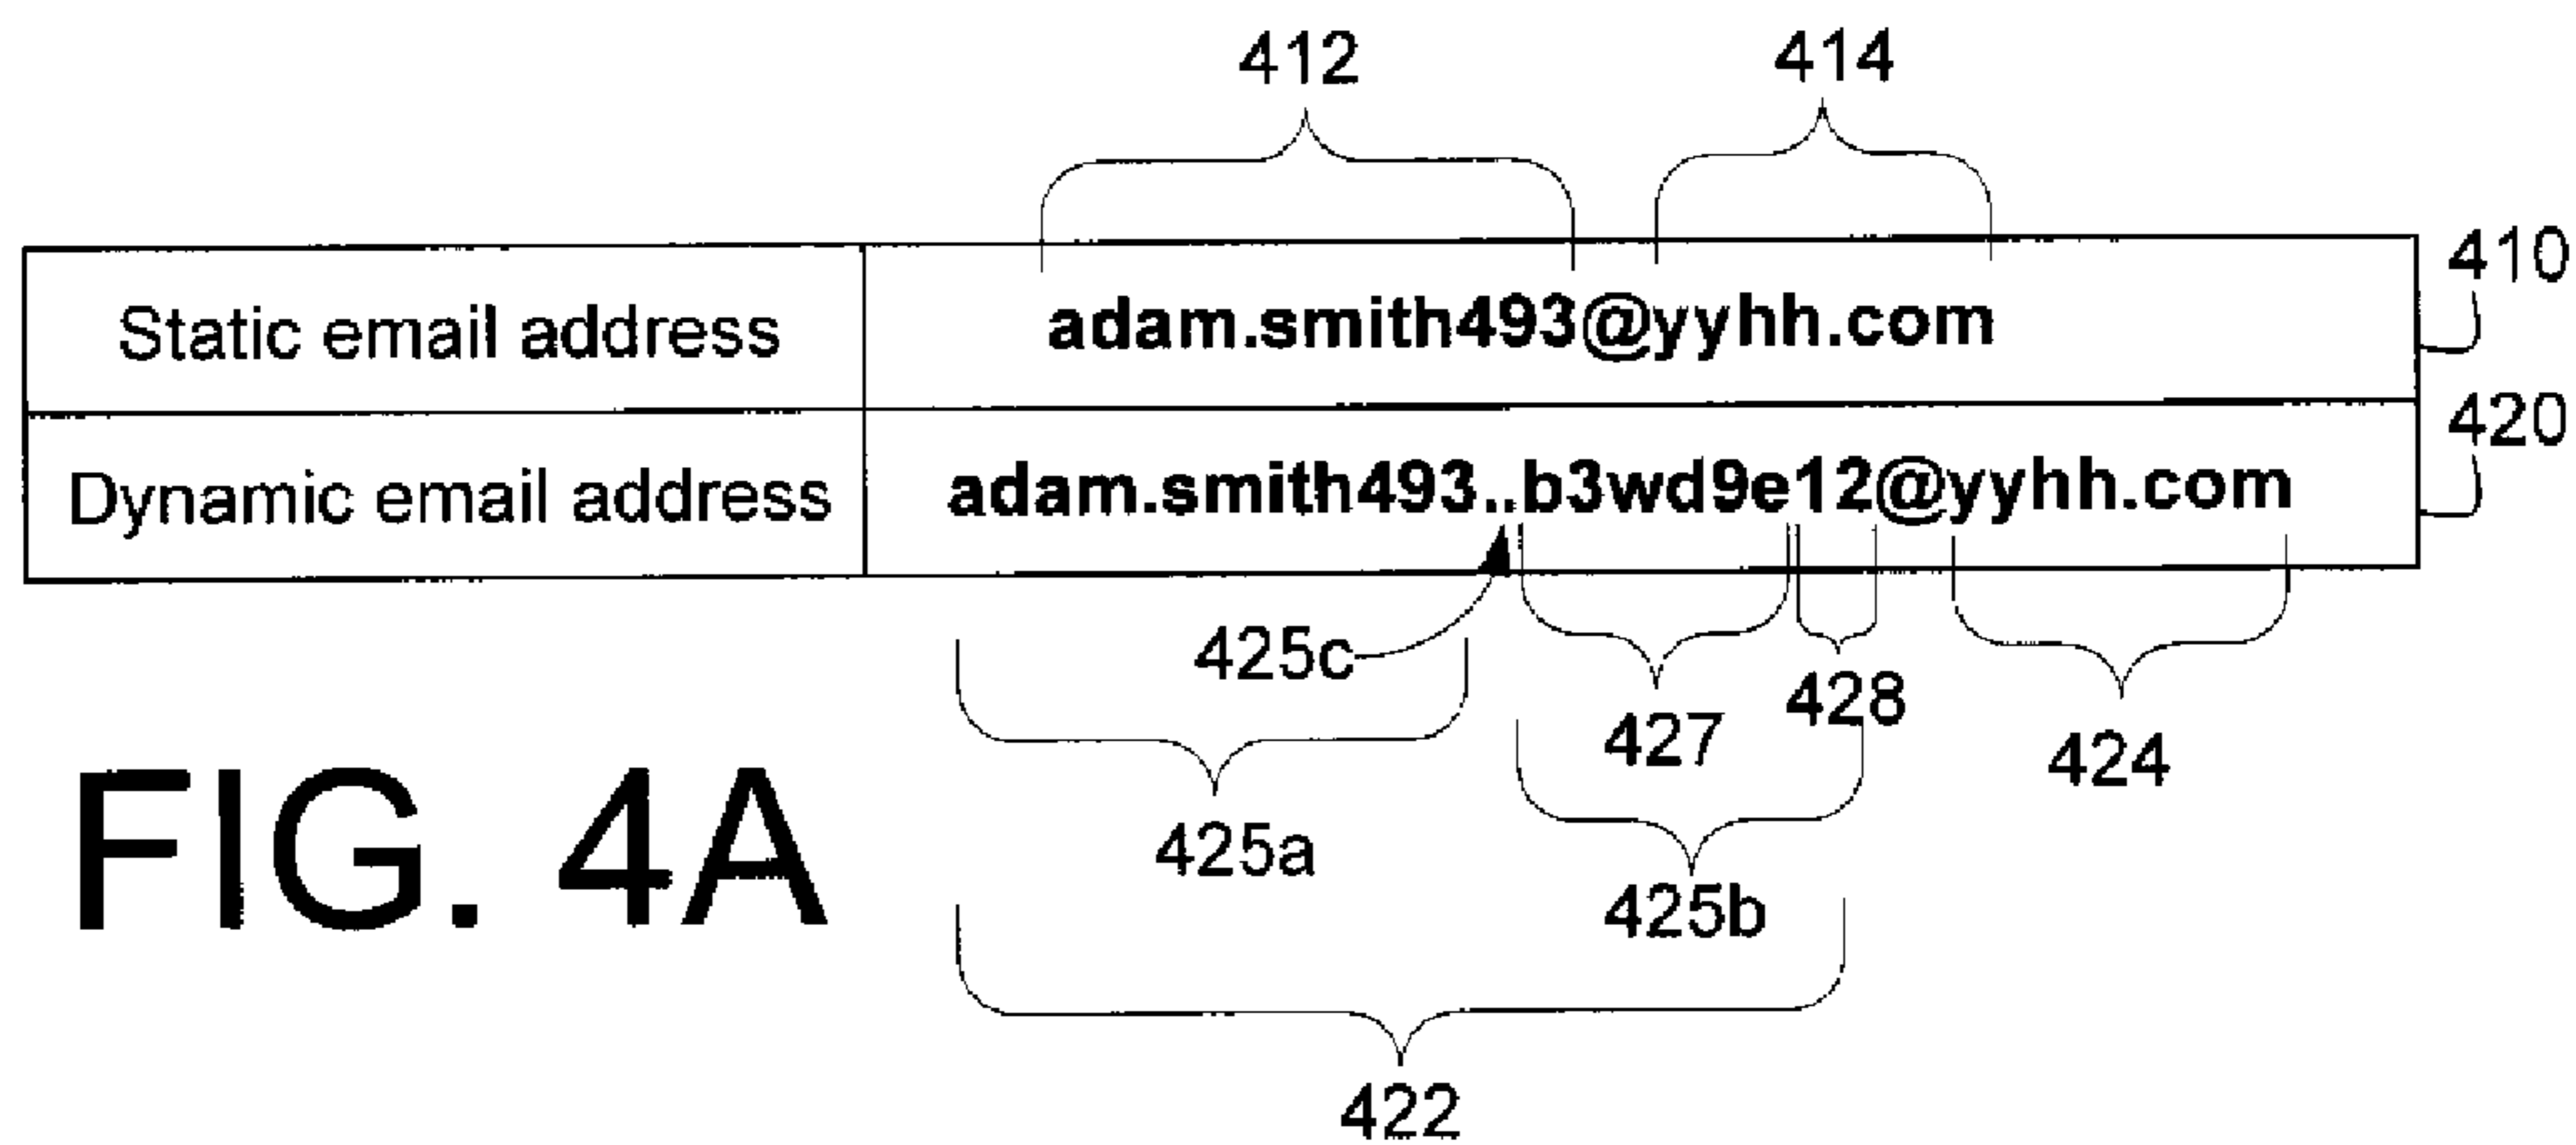 412 414
Static email address adam.smith493@yyhh.com 410
Dynamic email address adam.smith493..b3wd9e12@yyhh.com 420
425c 427 428 424
425a 425b
422
FIG. 4A